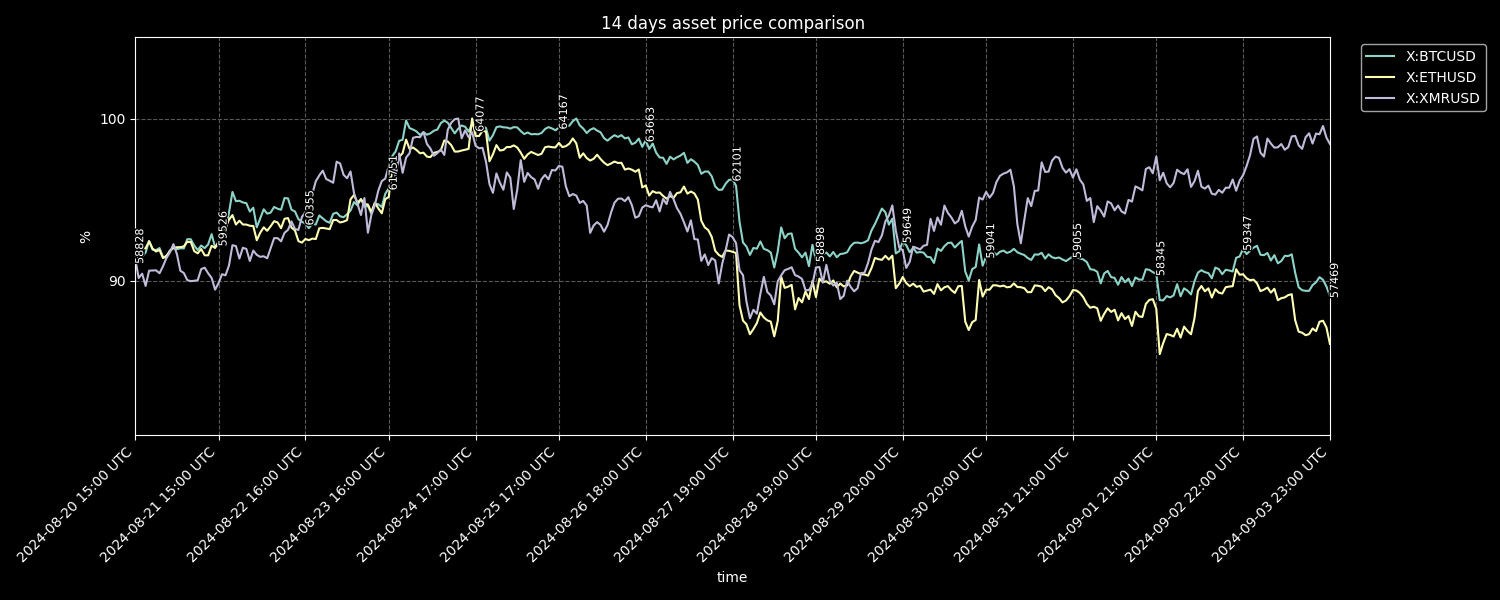 14 days asset price comparison
X:BTCUSD
X:ETHUSD
X:XMRUSD
100
90
%
58828
59526
60355
61751
64077
64167
63663
62101
58898
59649
59041
59055
58345
59347
57469
2024-08-20 15:00 UTC
2024-08-21 15:00 UTC
2024-08-22 16:00 UTC
2024-08-23 16:00 UTC
2024-08-24 17:00 UTC
2024-08-25 17:00 UTC
2024-08-26 18:00 UTC
2024-08-27 19:00 UTC
2024-08-28 19:00 UTC
2024-08-29 20:00 UTC
2024-08-30 20:00 UTC
2024-08-31 21:00 UTC
2024-09-01 21:00 UTC
2024-09-02 22:00 UTC
2024-09-03 23:00 UTC
time